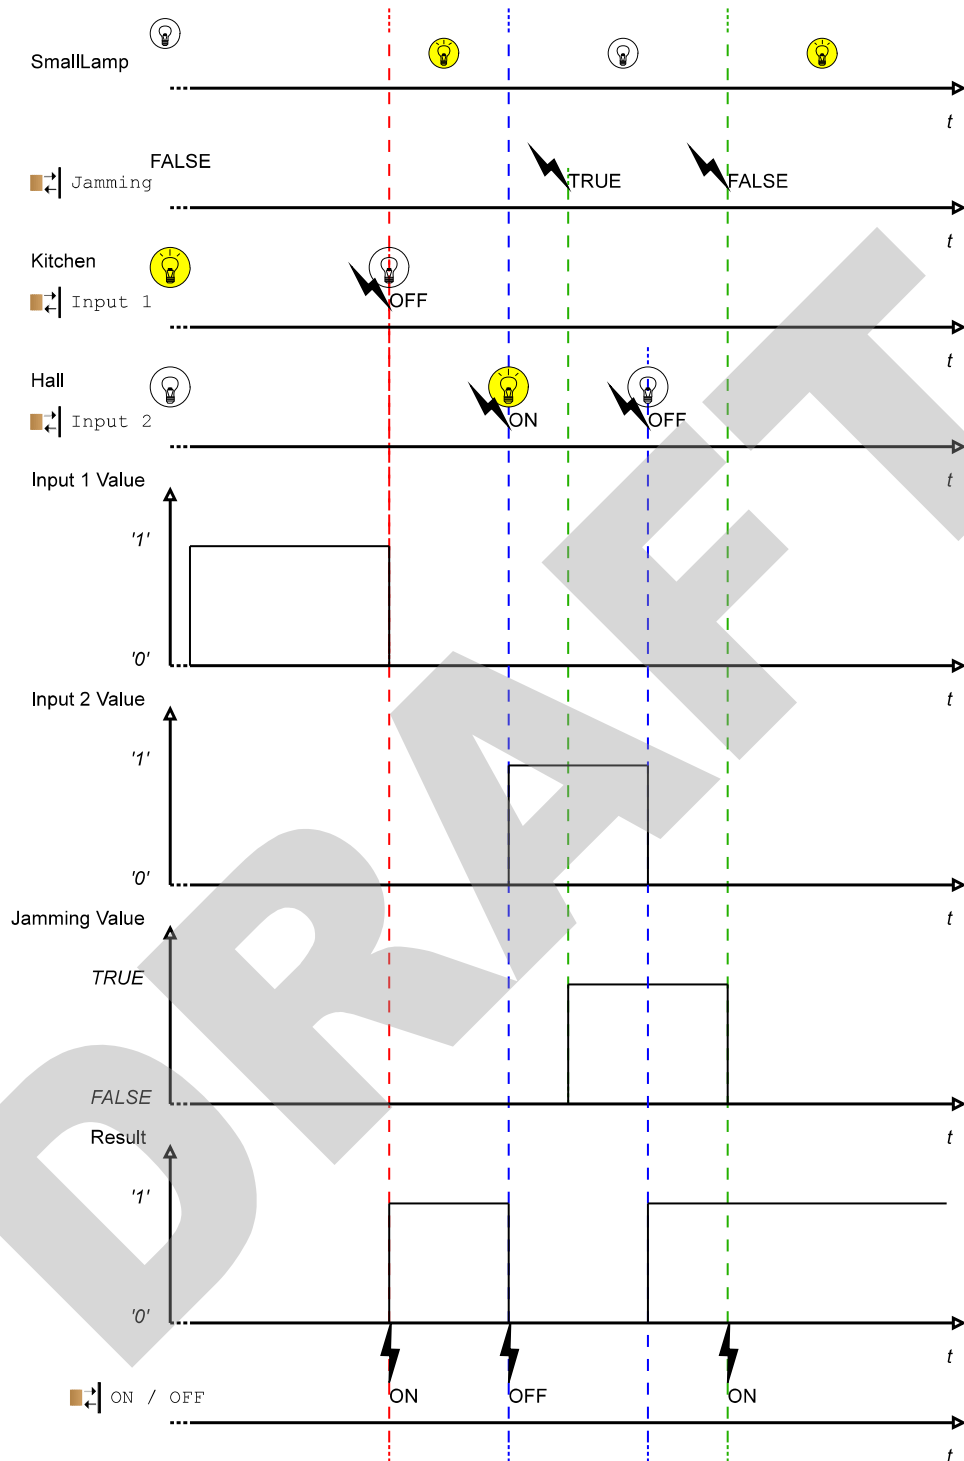 SmallLamp
t
FALSE
Jamming
TRUE
FALSE
t
Kitchen
Input 1
OFF
t
Hall
Input 2
ON
OFF
t
Input 1 Value
'1'
'0'
t
Input 2 Value
'1'
'0'
t
Jamming Value
TRUE
FALSE
t
Result
'1'
'0'
t
ON / OFF
ON
OFF
ON
t
DRAFT